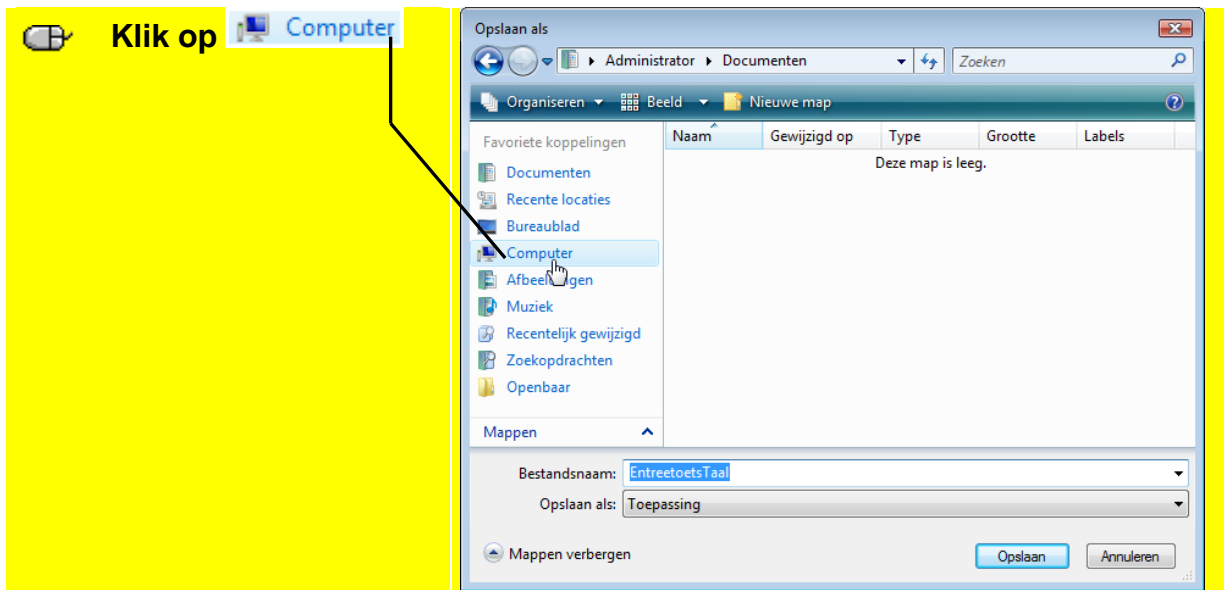 Klik op Computer
Opslaan als
Administrator Documenten Zoeken
Organiseren Beeld Nieuwe map
Favoriete koppelingen
Documenten
Recente locaties
Bureaublad
Computer
Afbeeldingen
Muziek
Recentelijk gewijzigd
Zoekopdrachten
Openbaar
Mappen
Naam Gewijzigd op Type Grootte Labels
Deze map is leeg.
Bestandsnaam: EntreetoetsTaal
Opslaan als: Toepassing
Mappen verbergen Opslaan Annuleren